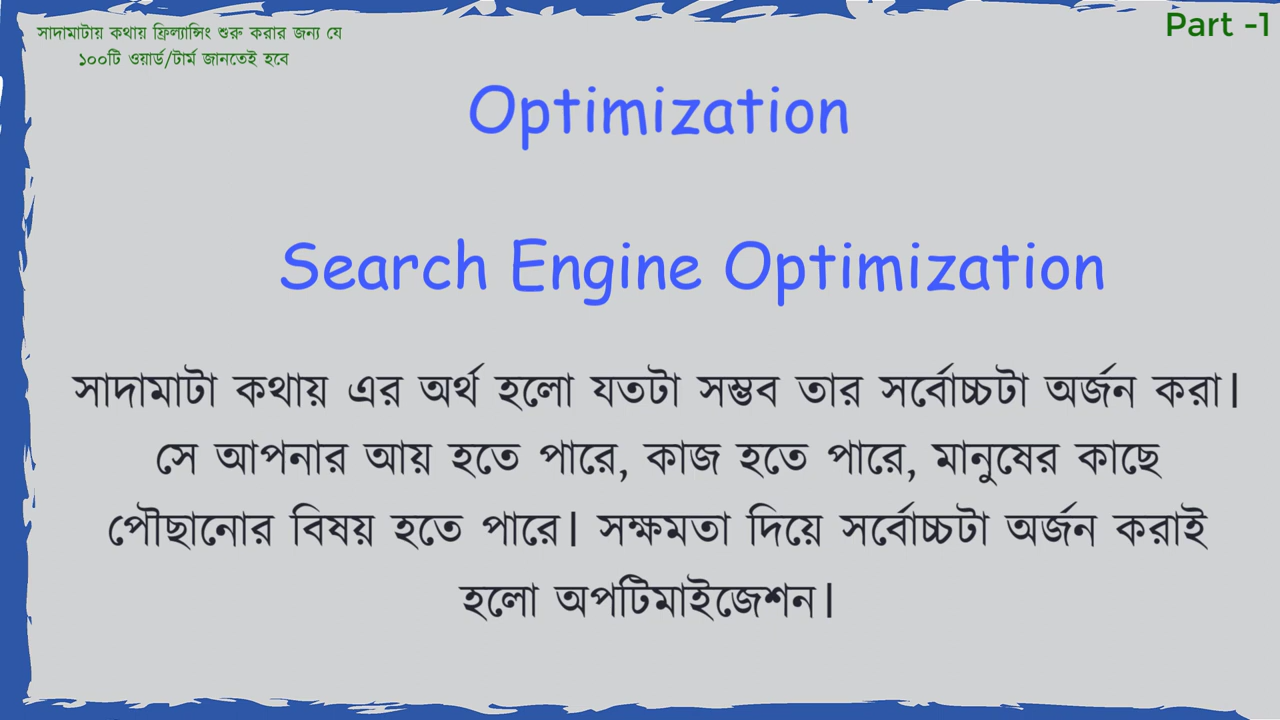 সাদামাটায় কথায় ফ্রিল্যান্সিং শুরু করার জন্য যে
১০০টি ওয়ার্ড/টার্ম জানতেই হবে
Part -1
Optimization
Search Engine Optimization
সাদামাটা কথায় এর অর্থ হলো যতটা সম্ভব তার সর্বোচ্চটা অর্জন করা।
সে আপনার আয় হতে পারে, কাজ হতে পারে, মানুষের কাছে
পৌছানোর বিষয় হতে পারে। সক্ষমতা দিয়ে সর্বোচ্চটা অর্জন করাই
হলো অপটিমাইজেশন।